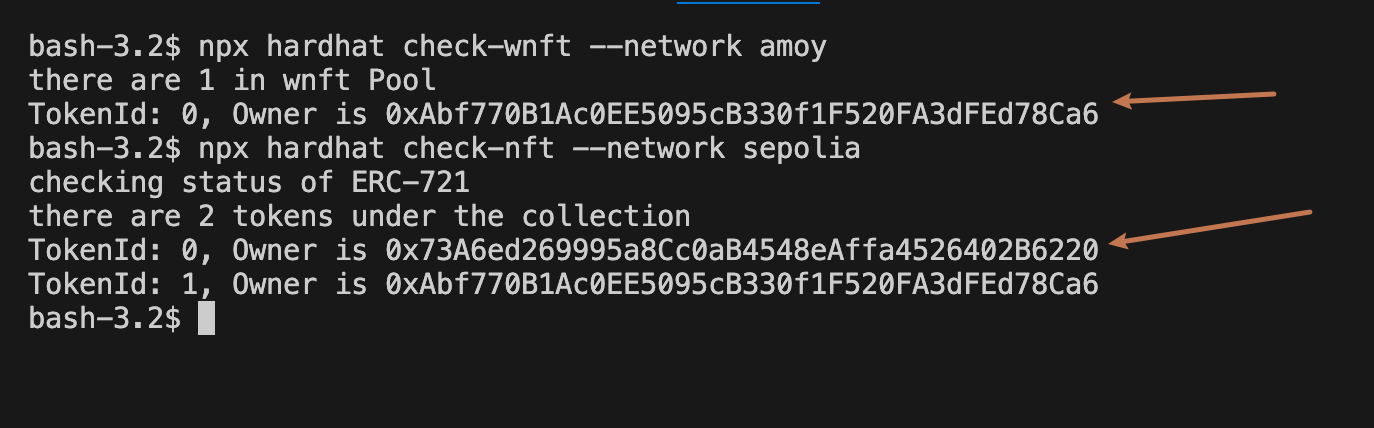 bash-3.2$ npx hardhat check-wnft --network amoy
there are 1 in wnft Pool
TokenId: 0, Owner is 0xAbf770B1Ac0EE5095cB330f1F520FA3dFEd78Ca6
bash-3.2$ npx hardhat check-nft --network sepolia
checking status of ERC-721
there are 2 tokens under the collection
TokenId: 0, Owner is 0x73A6ed269995a8Cc0aB4548eAffa4526402B6220
TokenId: 1, Owner is 0xAbf770B1Ac0EE5095cB330f1F520FA3dFEd78Ca6
bash-3.2$